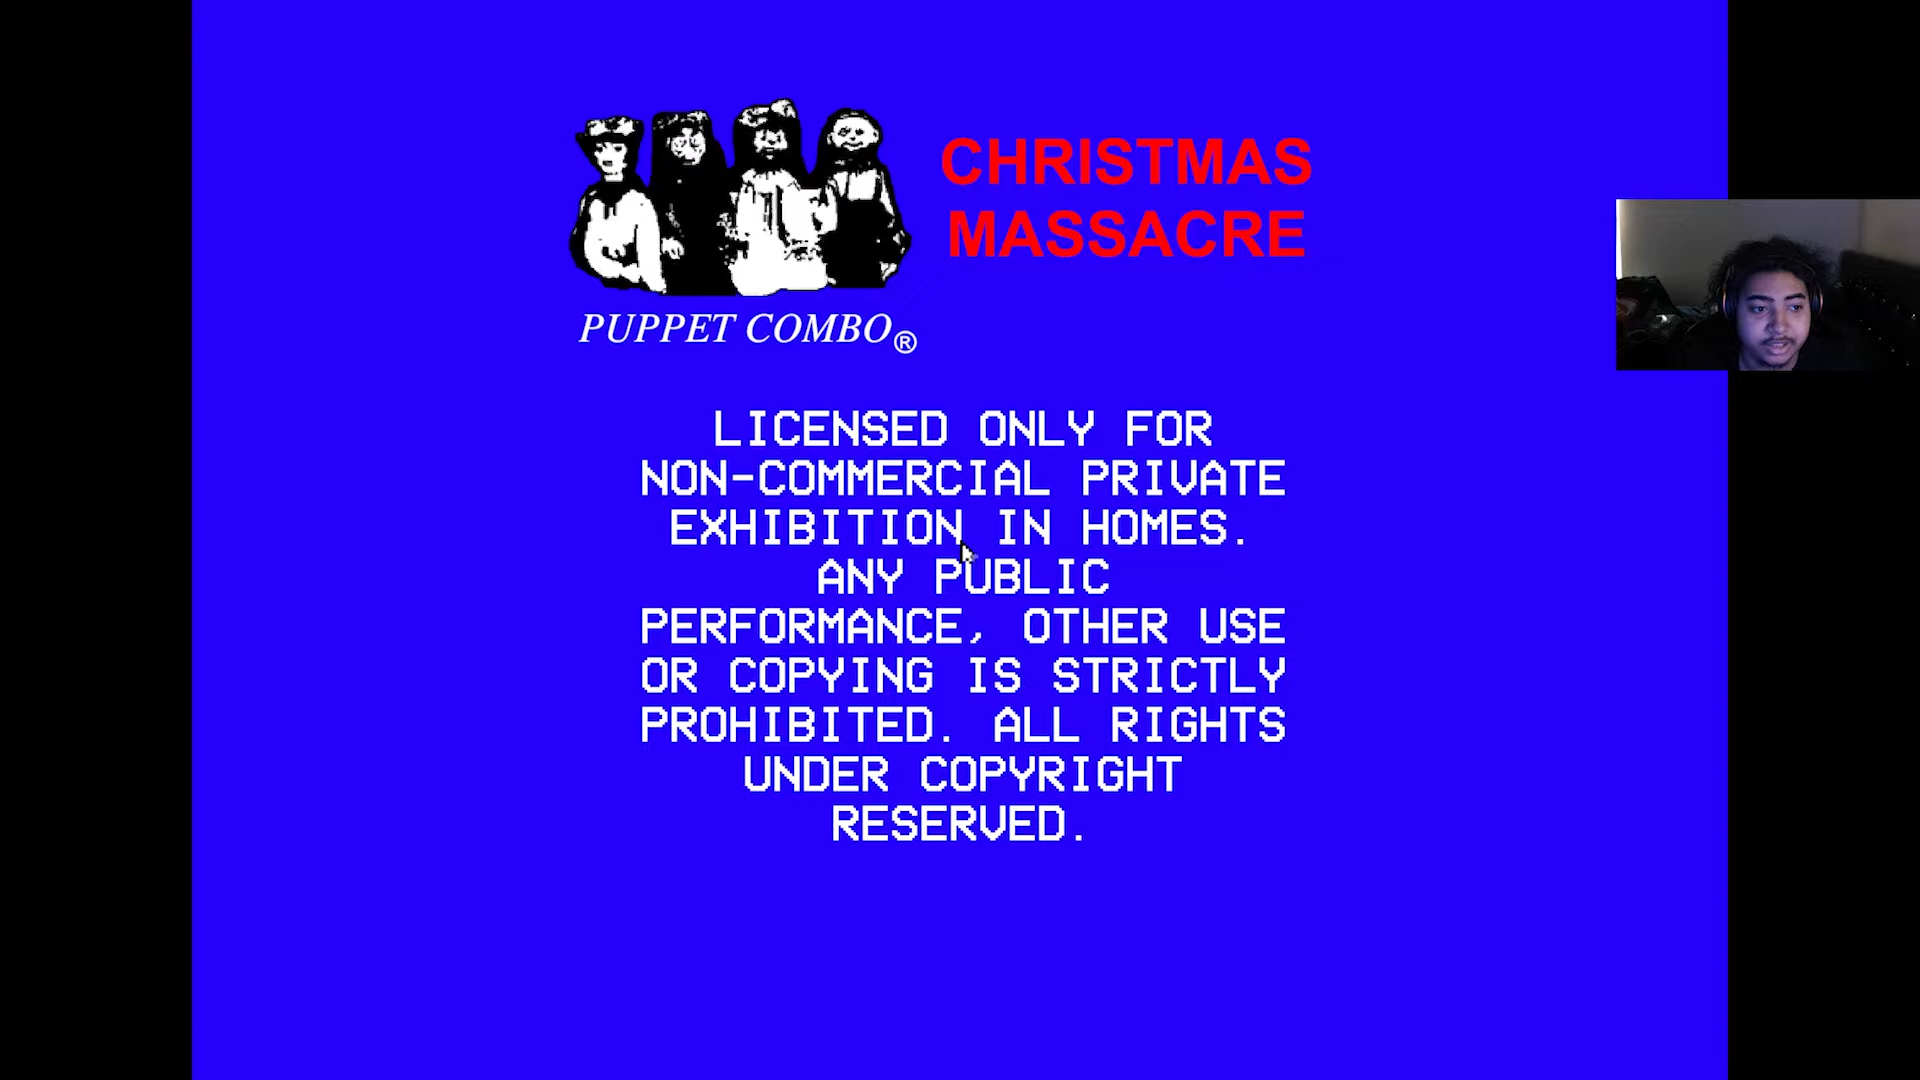 CHRISTMAS
MASSACRE
PUPPET COMBO®
LICENSED ONLY FOR
NON-COMMERCIAL PRIVATE
EXHIBITION IN HOMES.
ANY PUBLIC
PERFORMANCE, OTHER USE
OR COPYING IS STRICTLY
PROHIBITED. ALL RIGHTS
UNDER COPYRIGHT
RESERVED.